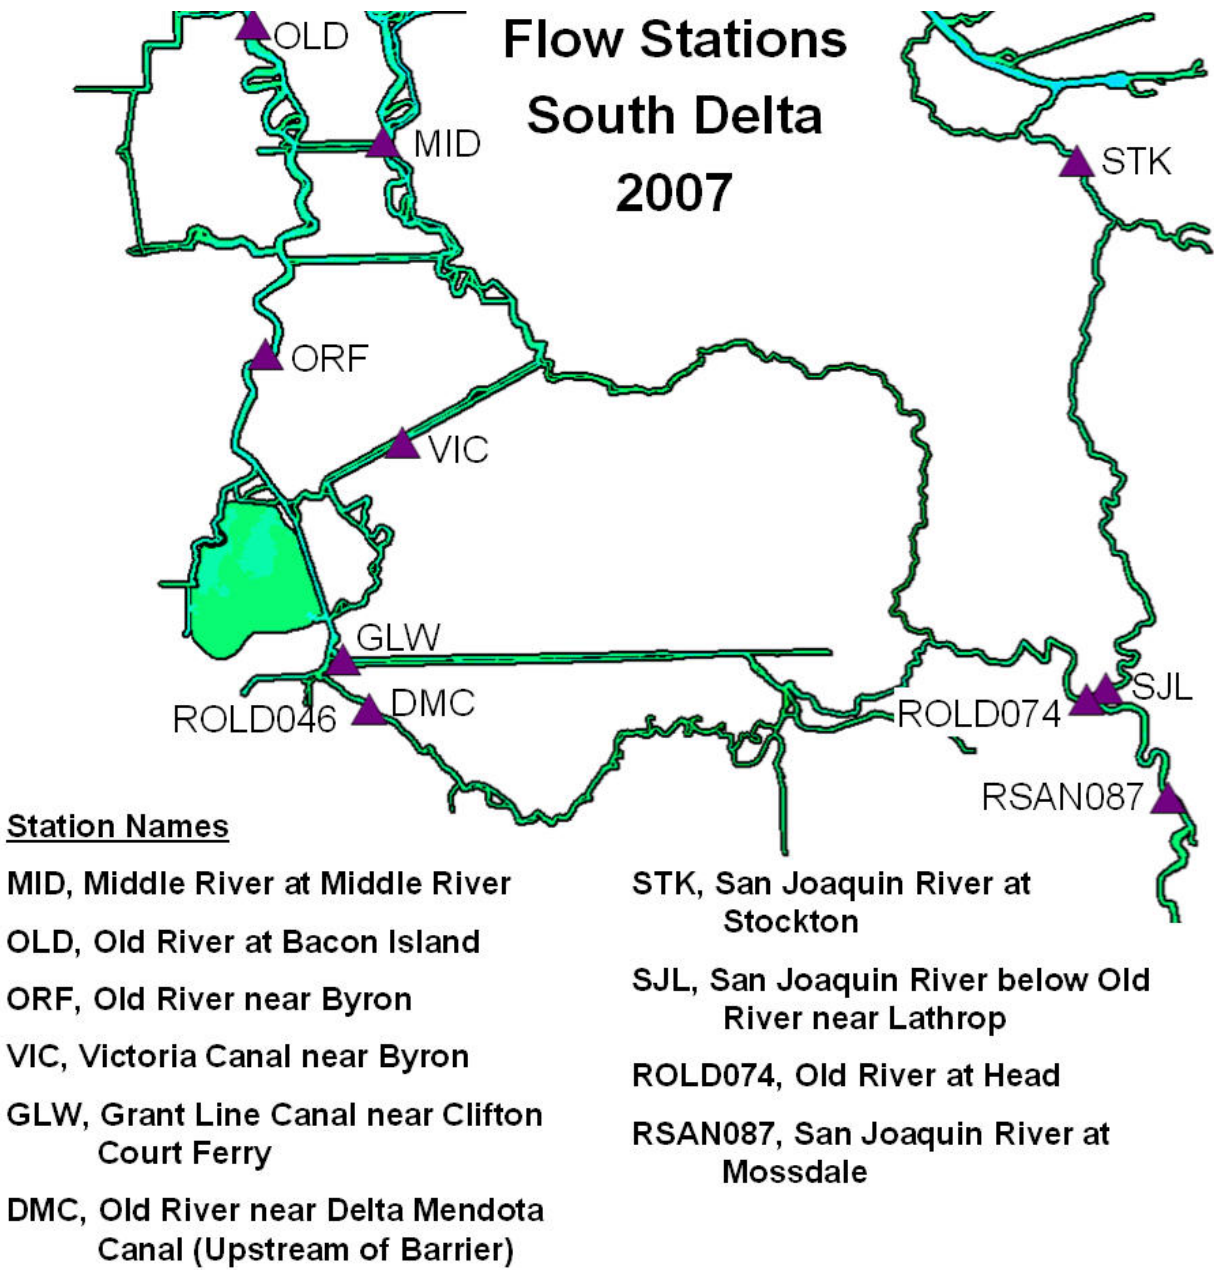 Flow Stations
South Delta
2007
OLD
MID
STK
ORF
VIC
GLW
ROLD046
DMC
ROLD074
SJL
RSAN087
Station Names
MID, Middle River at Middle River
OLD, Old River at Bacon Island
ORF, Old River near Byron
VIC, Victoria Canal near Byron
GLW, Grant Line Canal near Clifton
Court Ferry
DMC, Old River near Delta Mendota
Canal (Upstream of Barrier)
STK, San Joaquin River at
Stockton
SJL, San Joaquin River below Old
River near Lathrop
ROLD074, Old River at Head
RSAN087, San Joaquin River at
Mossdale